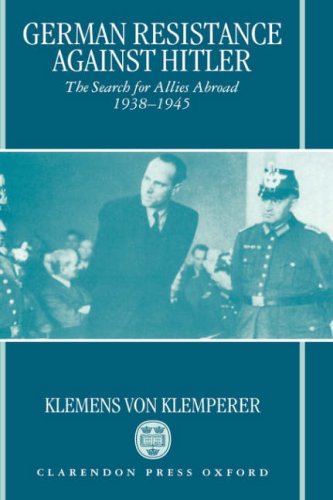 GERMAN RESISTANCE
AGAINST HITLER
The Search for Allies Abroad
1938–1945
KLEMENS VON KLEMPERER
CLARENDON PRESS OXFORD